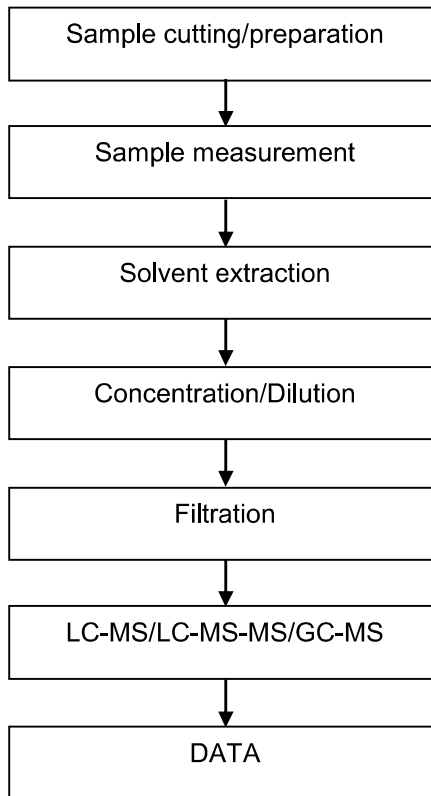 Sample cutting/preparation
Sample measurement
Solvent extraction
Concentration/Dilution
Filtration
LC-MS/LC-MS-MS/GC-MS
DATA